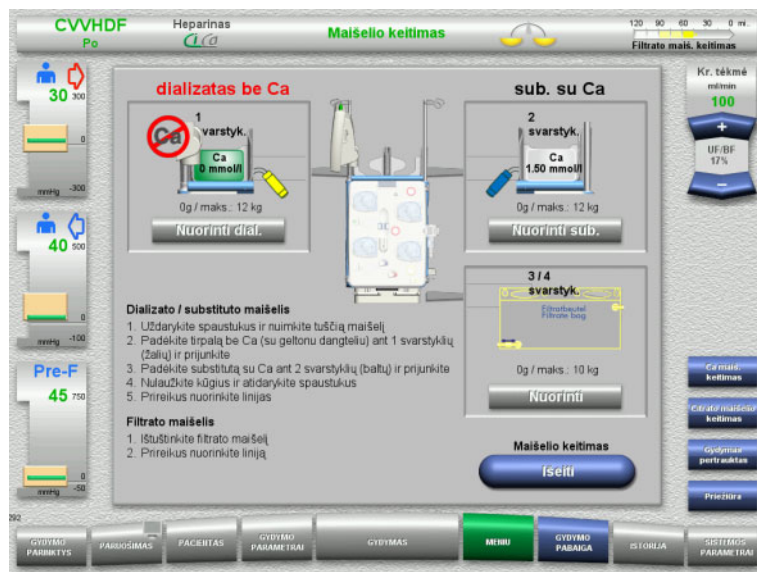 CVVHDF
Po
Heparinas
CiCa
Maišelio keitimas
120 90 60 30 0 mi..
Filtrato maiš. keitimas
30
300
0
mmHg -300
40
500
0
mmHg -100
Pre-F
45
750
0
mmHg -50
dializatas be Ca
1
svarstyk.
Ca
Ca
0 mmol/l
0g / maks.: 12 kg
Nuorinti dial.
sub. su Ca
2
svarstyk.
Ca
1.50 mmol/l
0g / maks.: 12 kg
Nuorinti sub.
3 / 4
svarstyk.
Filtratbeutel
Filtrate bag
0g / maks.: 10 kg
Nuorinti
Dializato / substituto maišelis
1. Uždarykite spaustukus ir nuimkite tuščią maišelį
2. Padėkite tirpalą be Ca (su geltonu dangteliu) ant 1 svarstyklių
(žalių) ir prijunkite
3. Padėkite substitutą su Ca ant 2 svarstyklių (baltų) ir prijunkite
4. Nulaužkite kūgius ir atidarykite spaustukus
5. Prireikus nuorinkite linijas
Filtrato maišelis
1. Ištuštinkite filtrato maišelį
2. Prireikus nuorinkite liniją
Maišelio keitimas
Išeiti
Kr. tėkmė
ml/min
100
+
UF/BF
17%
−
Ca maiš.
keitimas
Citrato maišelio
keitimas
Gydymas
pertrauktas
Priežiūra
292
GYDYMO
PARINKTYS
PARUOŠIMAS
PACIENTAS
GYDYMO
PARAMETRAI
GYDYMAS
MENIU
GYDYMO
PABAIGA
ISTORIJA
SISTEMOS
PARAMETRAI